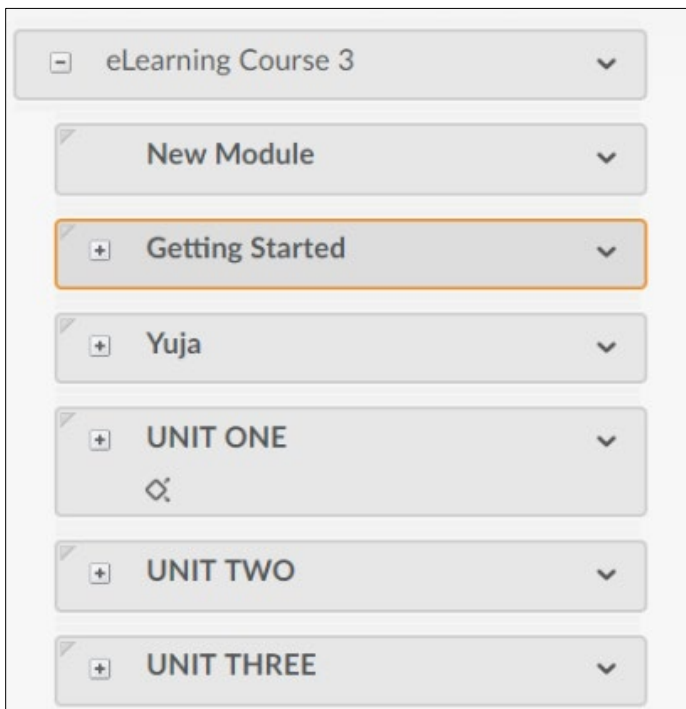 eLearning Course 3
New Module
Getting Started
Yuja
UNIT ONE
UNIT TWO
UNIT THREE